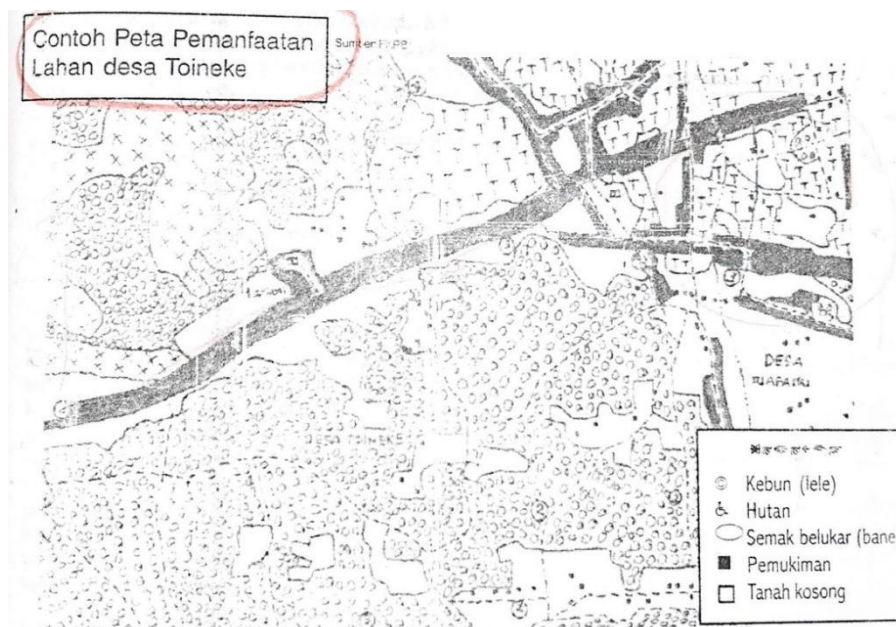 Contoh Peta Pemanfaatan
Lahan desa Toineke
DESA TOINEKE
DESA
Kebun (lele)
Hutan
Semak belukar (bane
Pemukiman
Tanah kosong